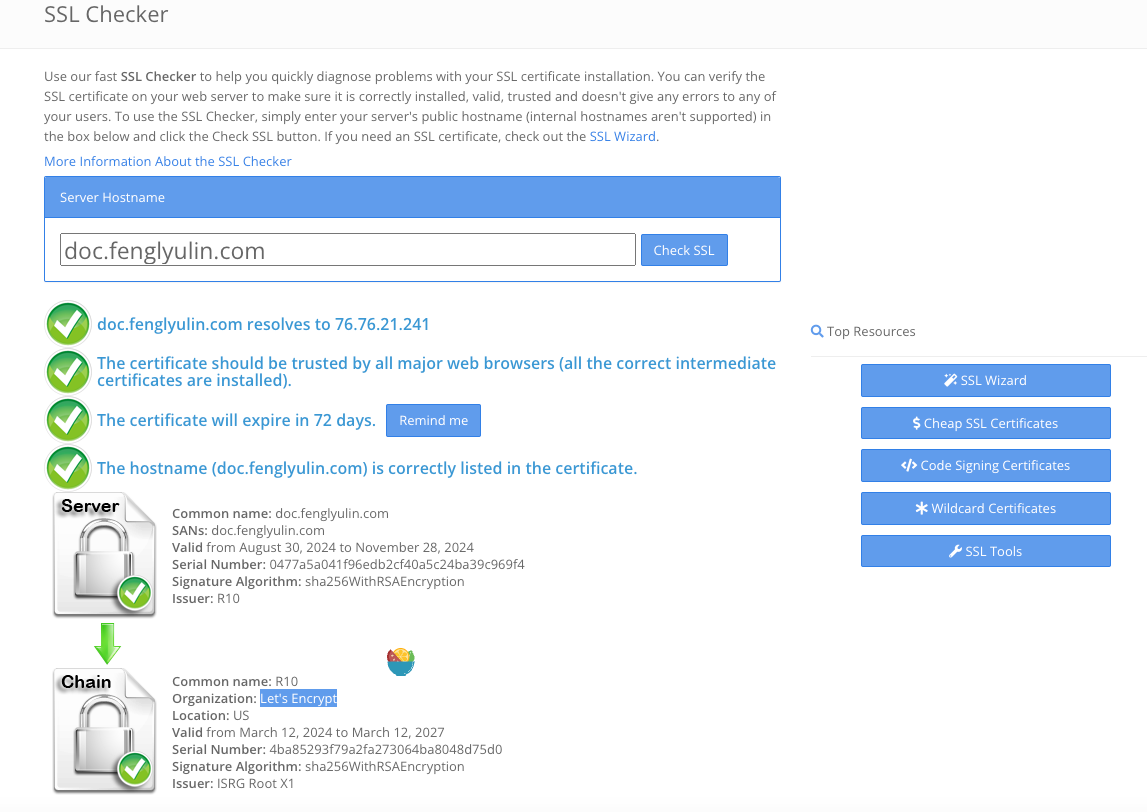 SSL Checker
Use our fast SSL Checker to help you quickly diagnose problems with your SSL certificate installation. You can verify the
SSL certificate on your web server to make sure it is correctly installed, valid, trusted and doesn't give any errors to any of
your users. To use the SSL Checker, simply enter your server's public hostname (internal hostnames aren't supported) in
the box below and click the Check SSL button. If you need an SSL certificate, check out the SSL Wizard.
More Information About the SSL Checker
Server Hostname
doc.fenglyulin.com
Check SSL
doc.fenglyulin.com resolves to 76.76.21.241
The certificate should be trusted by all major web browsers (all the correct intermediate
certificates are installed).
The certificate will expire in 72 days.
Remind me
The hostname (doc.fenglyulin.com) is correctly listed in the certificate.
Server
Common name: doc.fenglyulin.com
SANs: doc.fenglyulin.com
Valid from August 30, 2024 to November 28, 2024
Serial Number: 0477a5a041f96edb2cf40a5c24ba39c969f4
Signature Algorithm: sha256WithRSAEncryption
Issuer: R10
Chain
Common name: R10
Organization: Let's Encrypt
Location: US
Valid from March 12, 2024 to March 12, 2027
Serial Number: 4ba85293f79a2fa273064ba8048d75d0
Signature Algorithm: sha256WithRSAEncryption
Issuer: ISRG Root X1
Top Resources
SSL Wizard
$ Cheap SSL Certificates
Code Signing Certificates
Wildcard Certificates
SSL Tools